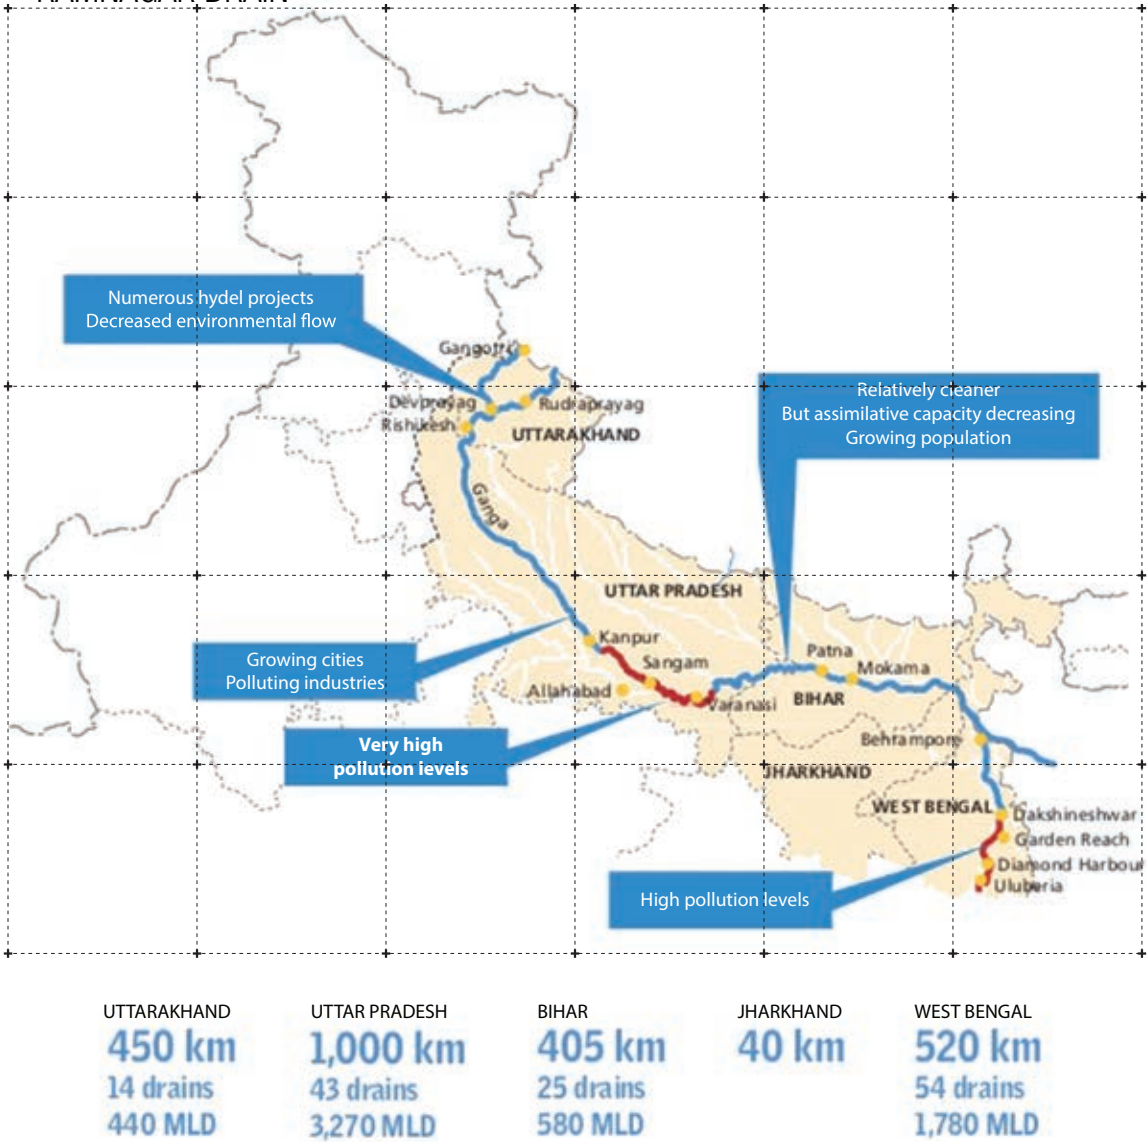 RAMNAGAR DRAIN
Numerous hydel projects
Decreased environmental flow
Gangotri
Devprayag
Rudraprayag
Rishikesh
UTTARAKHAND
Relatively cleaner
But assimilative capacity decreasing
Growing population
Ganga
UTTAR PRADESH
Kanpur
Growing cities
Polluting industries
Sangam
Patna
Mokama
Allahabad
Varanasi
BIHAR
Very high
pollution levels
Behrampore
JHARKHAND
WEST BENGAL
Dakshineshwar
Garden Reach
Diamond Harbour
Uluberia
High pollution levels
UTTARAKHAND
450 km
14 drains
440 MLD
UTTAR PRADESH
1,000 km
43 drains
3,270 MLD
BIHAR
405 km
25 drains
580 MLD
JHARKHAND
40 km
WEST BENGAL
520 km
54 drains
1,780 MLD